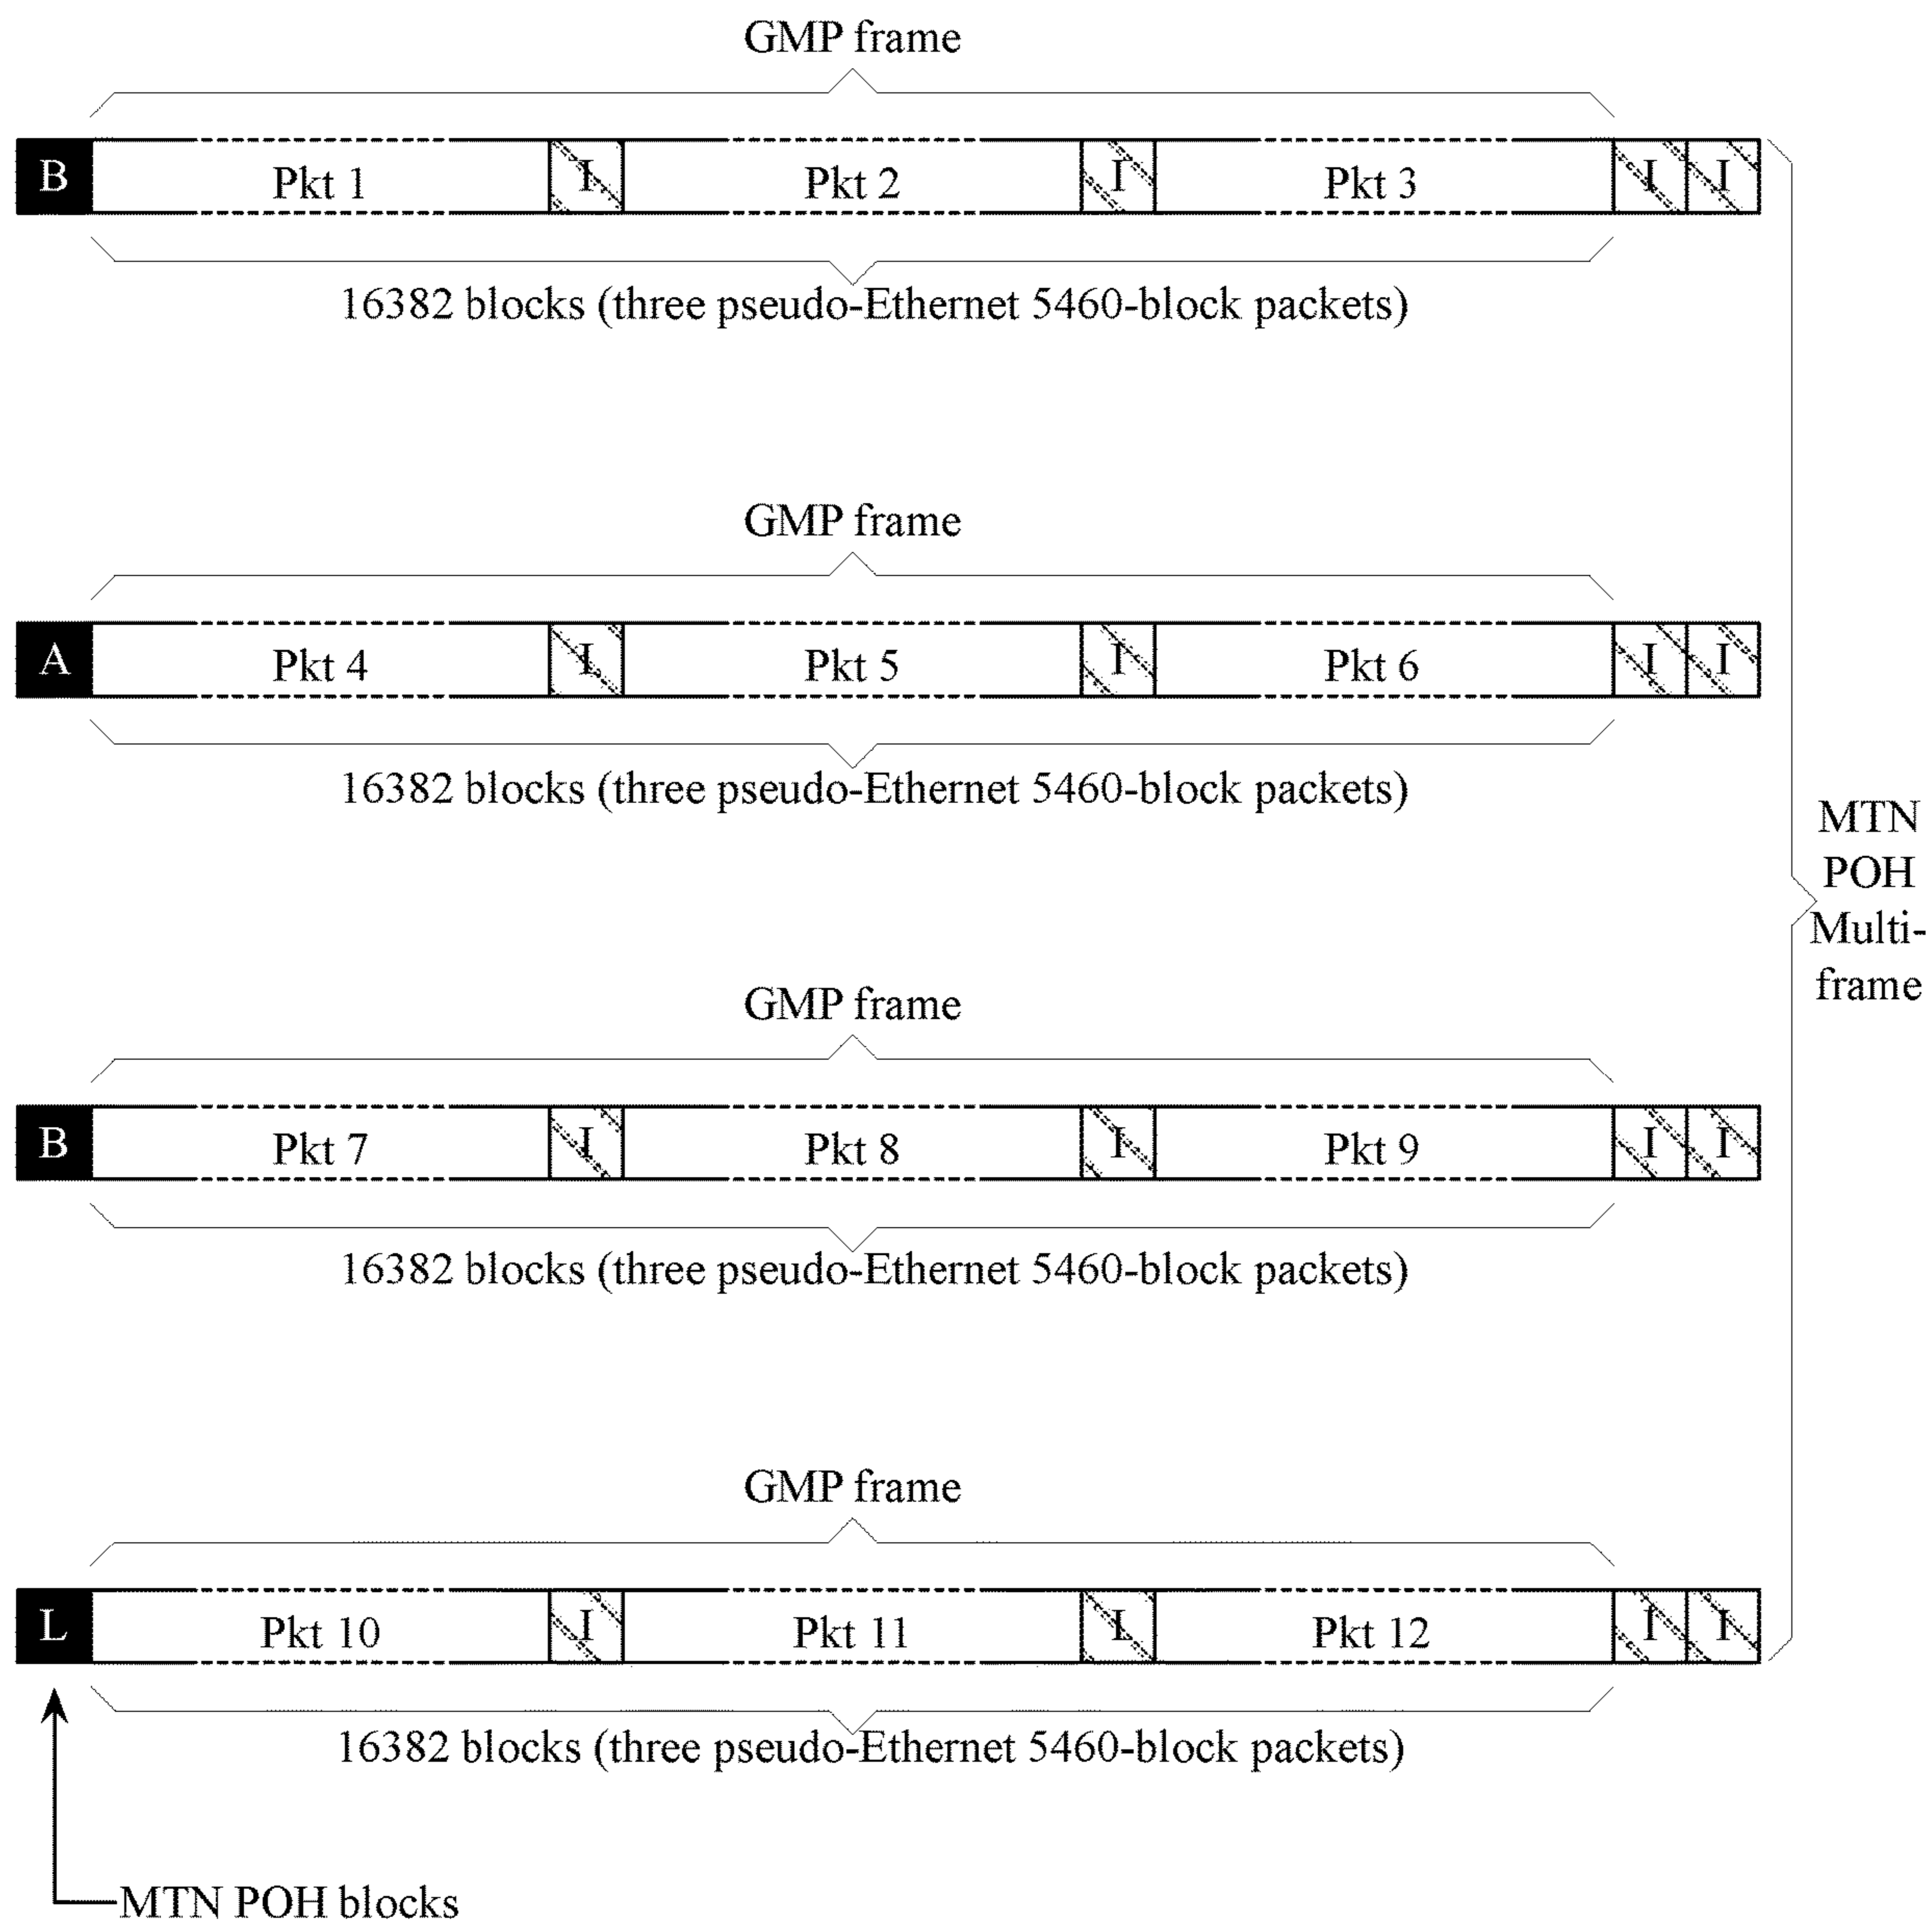 GMP frame
B Pkt 1 I Pkt 2 I Pkt 3 I I
16382 blocks (three pseudo-Ethernet 5460-block packets)
GMP frame
A Pkt 4 I Pkt 5 I Pkt 6 I I
16382 blocks (three pseudo-Ethernet 5460-block packets)
MTN
POH
Multi-
frame
GMP frame
B Pkt 7 I Pkt 8 I Pkt 9 I I
16382 blocks (three pseudo-Ethernet 5460-block packets)
GMP frame
L Pkt 10 I Pkt 11 I Pkt 12 I I
16382 blocks (three pseudo-Ethernet 5460-block packets)
MTN POH blocks